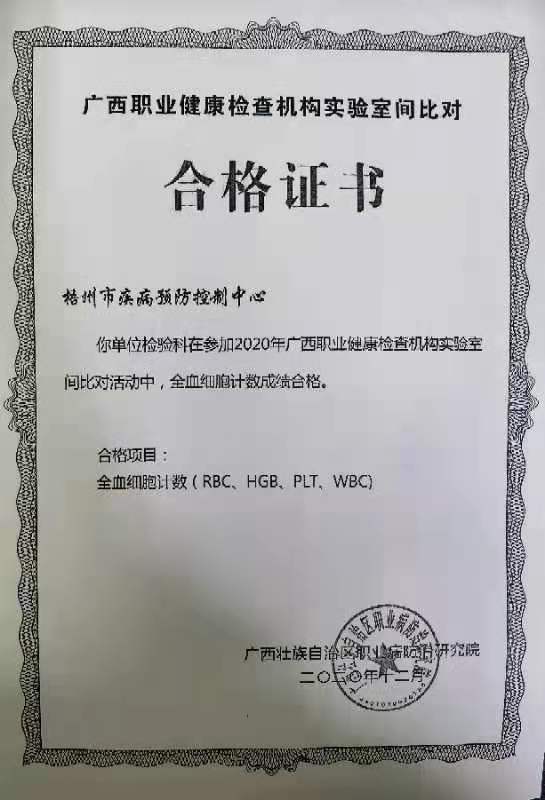 广西职业健康检查机构实验室间比对
合格证书
梧州市疾病预防控制中心
你单位检验科在参加2020年广西职业健康检查机构实验室
间比对活动中，全血细胞计数成绩合格。
合格项目：
全血细胞计数（RBC、HGB、PLT、WBC)
广西壮族自治区职业病防治研究院
二〇二〇年十二月